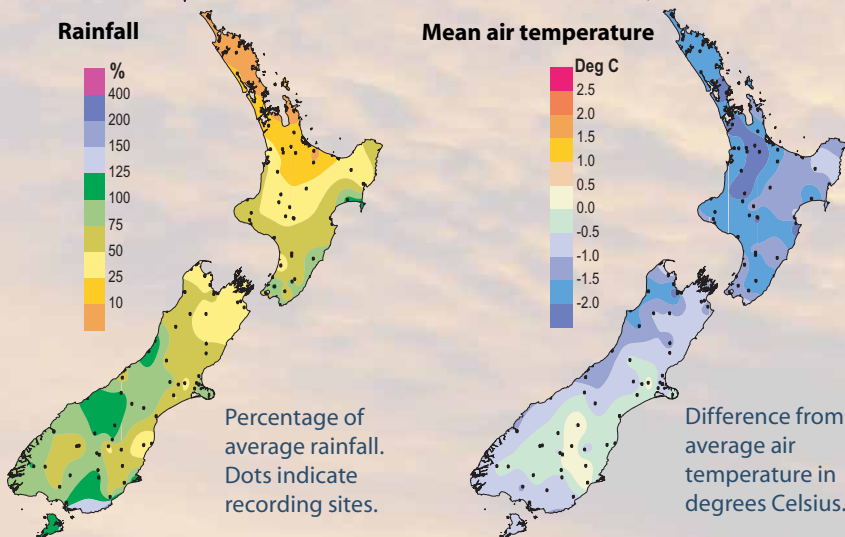 Rainfall
%
400
200
150
125
100
75
50
25
10
Percentage of
average rainfall.
Dots indicate
recording sites.
Mean air temperature
Deg C
2.5
2.0
1.5
1.0
0.5
0.0
-0.5
-1.0
-1.5
-2.0
Difference from
average air
temperature in
degrees Celsius.